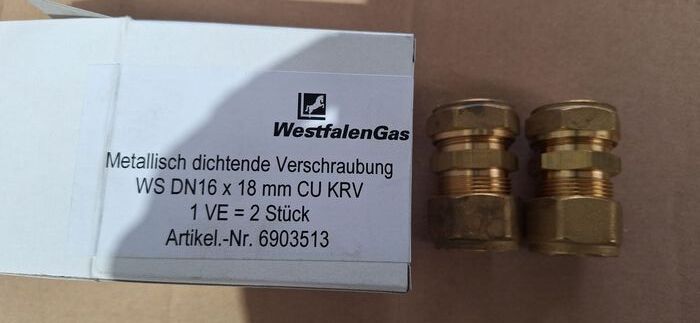 WestfalenGas
Metallisch dichtende Verschraubung
WS DN16 x 18 mm CU KRV
1 VE = 2 Stück
Artikel.-Nr. 6903513